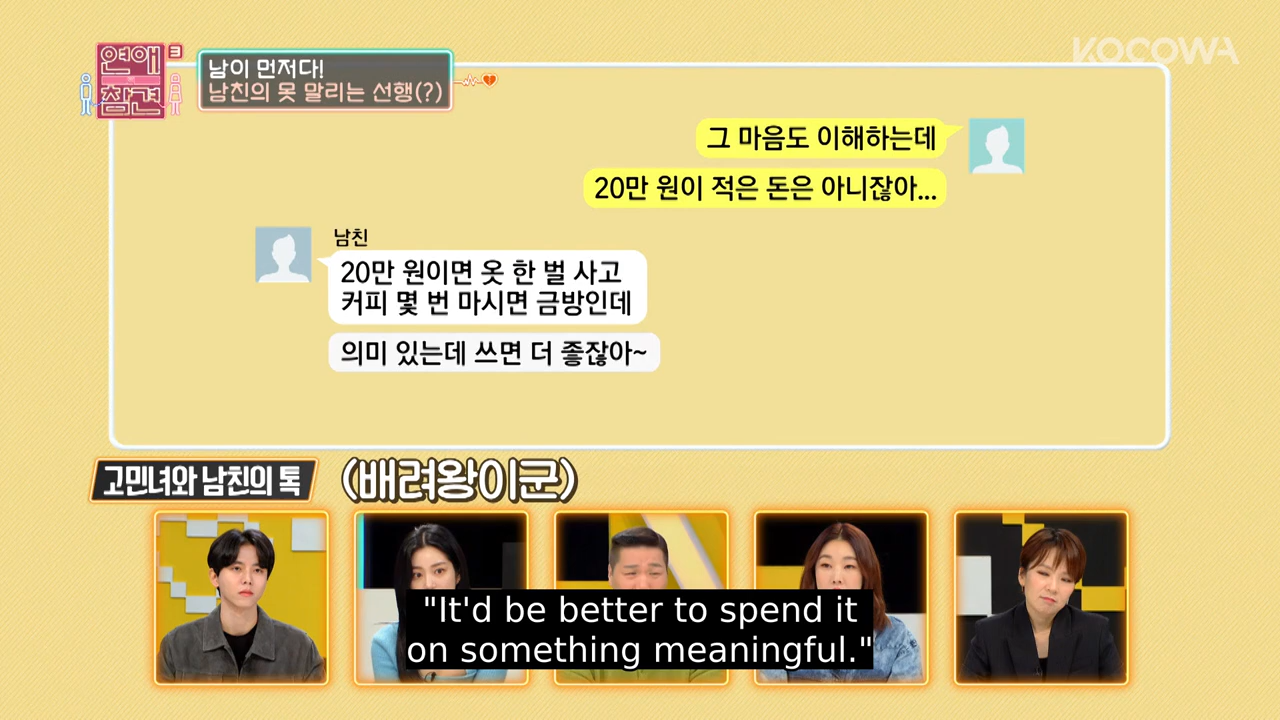 연애의 참견 3
KOCOWA
남이 먼저다!
남친의 못 말리는 선행(?)
그 마음도 이해하는데
20만 원이 적은 돈은 아니잖아...
남친
20만 원이면 옷 한 벌 사고
커피 몇 번 마시면 금방인데
의미 있는데 쓰면 더 좋잖아~
고민녀와 남친의 톡
(배려왕이군)
"It'd be better to spend it
on something meaningful."